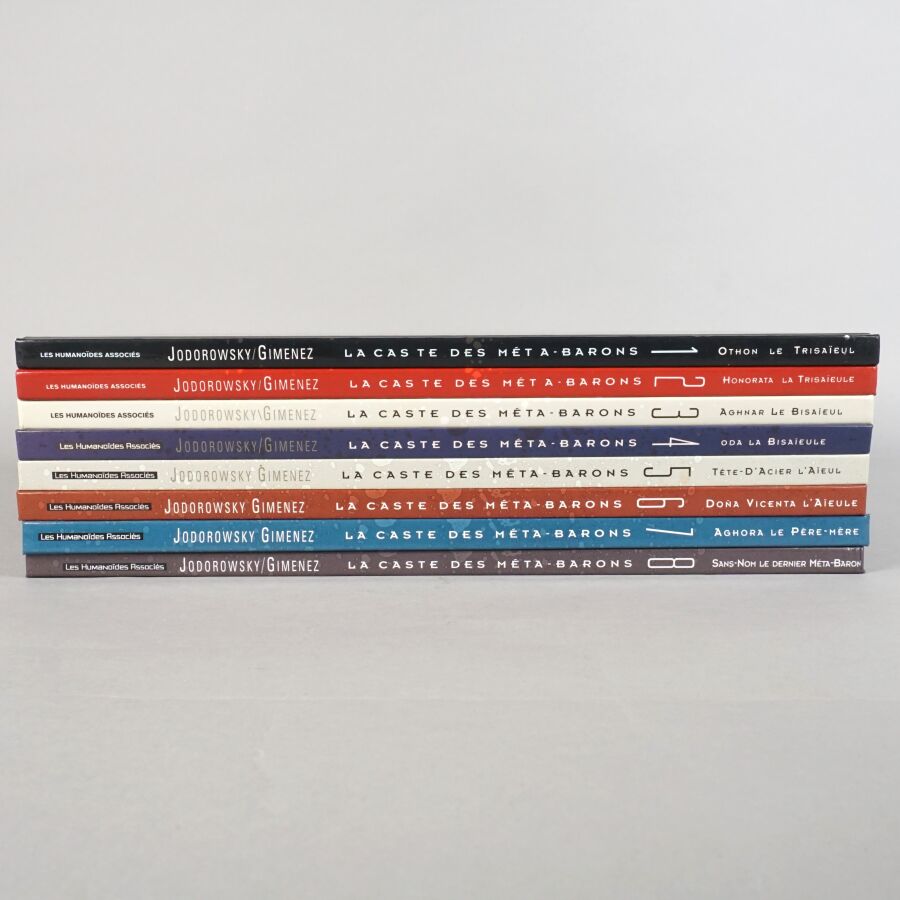 LES HUMANOÏDES ASSOCIÉS JODOROWSKY/GIMENEZ LA CASTE DES MÉTA-BARONS 1 OTHON LE TRISAÏEUL
LES HUMANOÏDES ASSOCIÉS JODOROWSKY/GIMENEZ LA CASTE DES MÉTA-BARONS 2 HONORATA LA TRISAÏEULE
LES HUMANOÏDES ASSOCIÉS JODOROWSKY\GIMENEZ LA CASTE DES MÉTA-BARONS 3 AGHNAR LE BISAÏEUL
LES HUMANOÏDES ASSOCIÉS JODOROWSKY/GIMENEZ LA CASTE DES MÉTA-BARONS 4 ODA LA BISAÏEULE
LES HUMANOÏDES ASSOCIÉS JODOROWSKY GIMENEZ LA CASTE DES MÉTA-BARONS 5 TÊTE-D'ACIER L'AÏEUL
LES HUMANOÏDES ASSOCIÉS JODOROWSKY GIMENEZ LA CASTE DES MÉTA-BARONS 6 DOÑA VICENTA L'AÏEULE
LES HUMANOÏDES ASSOCIÉS JODOROWSKY GIMENEZ LA CASTE DES MÉTA-BARONS 7 AGHORA LE PÈRE-MÈRE
LES HUMANOÏDES ASSOCIÉS JODOROWSKY/GIMENEZ LA CASTE DES MÉTA-BARONS 8 SANS-NOM LE DERNIER MÉTA-BARON